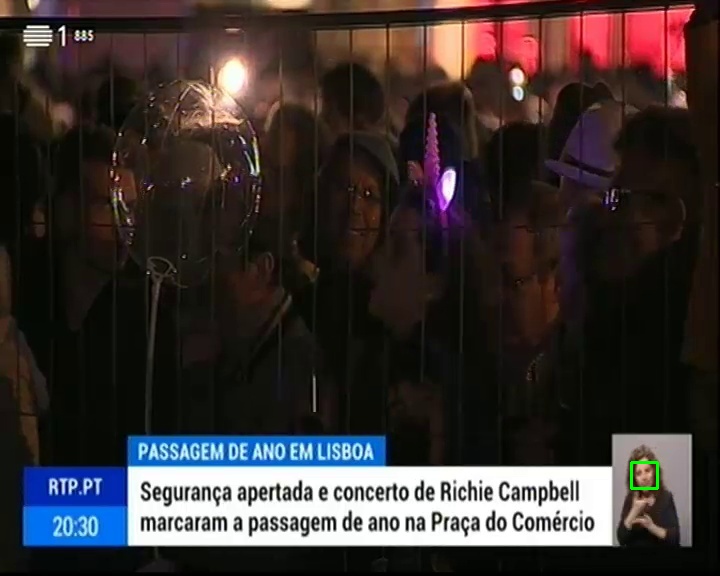 1 885
PASSAGEM DE ANO EM LISBOA
RTP.PT
Segurança apertada e concerto de Richie Campbell
20:30
marcaram a passagem de ano na Praça do Comércio